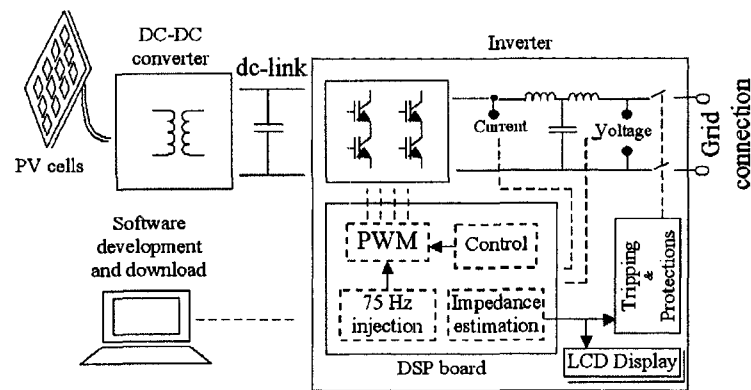 DC-DC
converter
dc-link
Inverter
PV cells
Current
Voltage
Grid
connection
Software
development
and download
PWM
Control
75 Hz
injection
Impedance
estimation
DSP board
Tripping
&
Protections
LCD Display